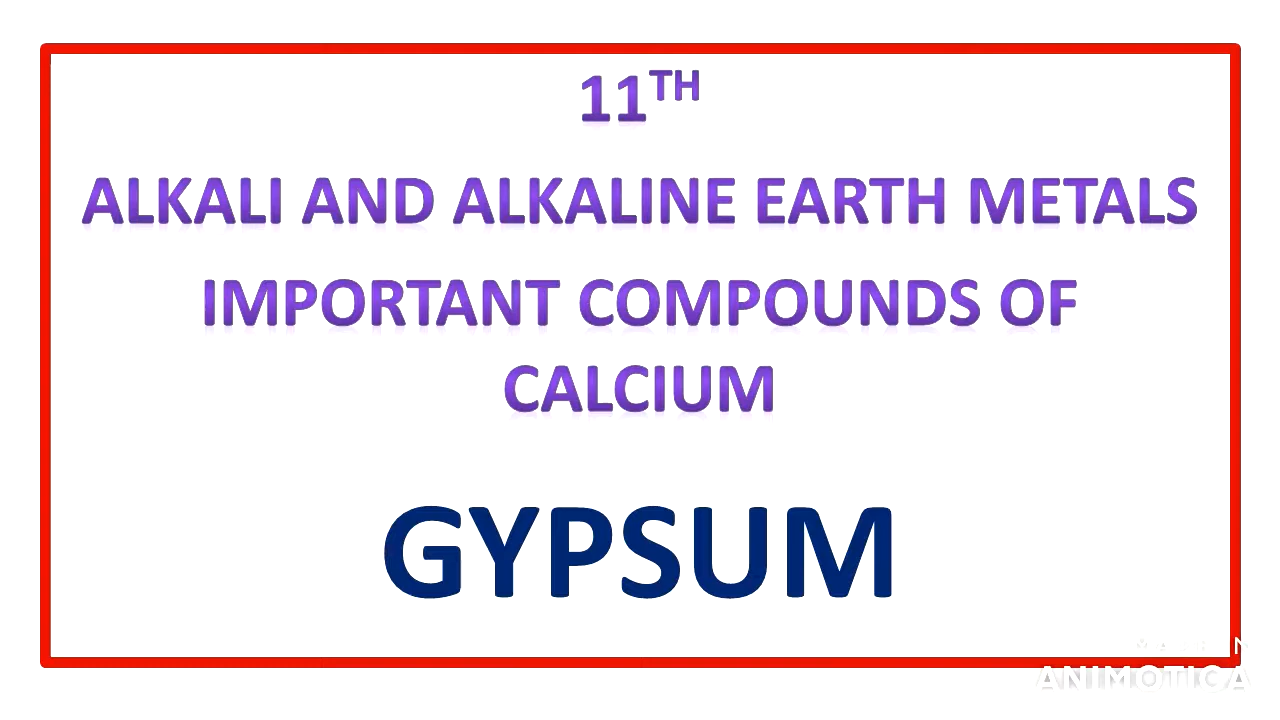 11TH
ALKALI AND ALKALINE EARTH METALS
IMPORTANT COMPOUNDS OF
CALCIUM
GYPSUM
ANIMOTICA